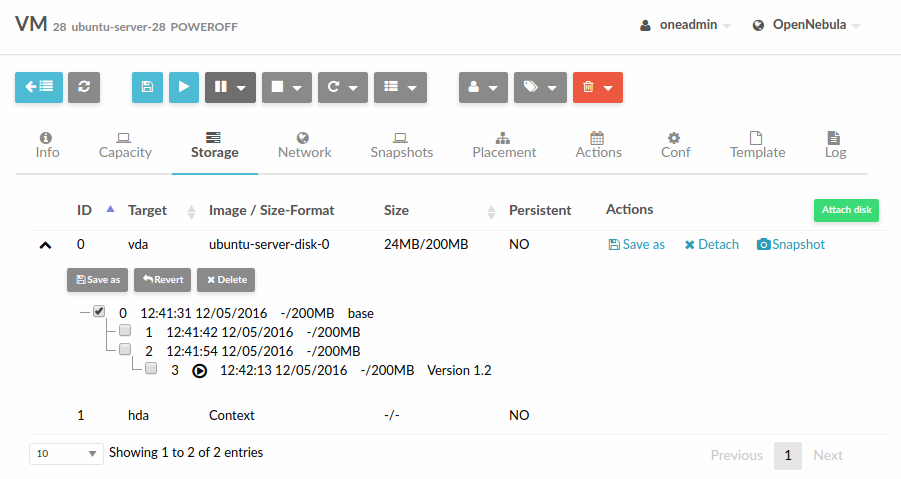 VM 28 ubuntu-server-28 POWEROFF oneadmin OpenNebula
Info Capacity Storage Network Snapshots Placement Actions Conf Template Log
ID Target Image / Size-Format Size Persistent Actions Attach disk
0 vda ubuntu-server-disk-0 24MB/200MB NO Save as Detach Snapshot
Save as Revert Delete
0 12:41:31 12/05/2016 -/200MB base
1 12:41:42 12/05/2016 -/200MB
2 12:41:54 12/05/2016 -/200MB
3 12:42:13 12/05/2016 -/200MB Version 1.2
1 hda Context -/- NO
10 Showing 1 to 2 of 2 entries Previous 1 Next